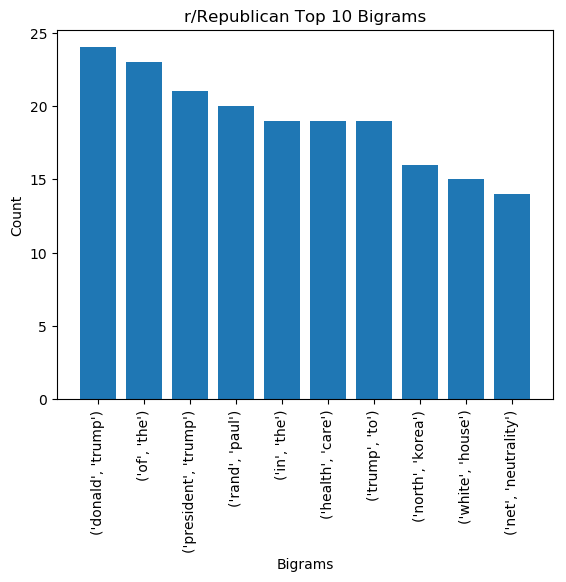 r/Republican Top 10 Bigrams
25
20
15
10
5
0
Count
('donald', 'trump')
('of', 'the')
('president', 'trump')
('rand', 'paul')
('in', 'the')
('health', 'care')
('trump', 'to')
('north', 'korea')
('white', 'house')
('net', 'neutrality')
Bigrams